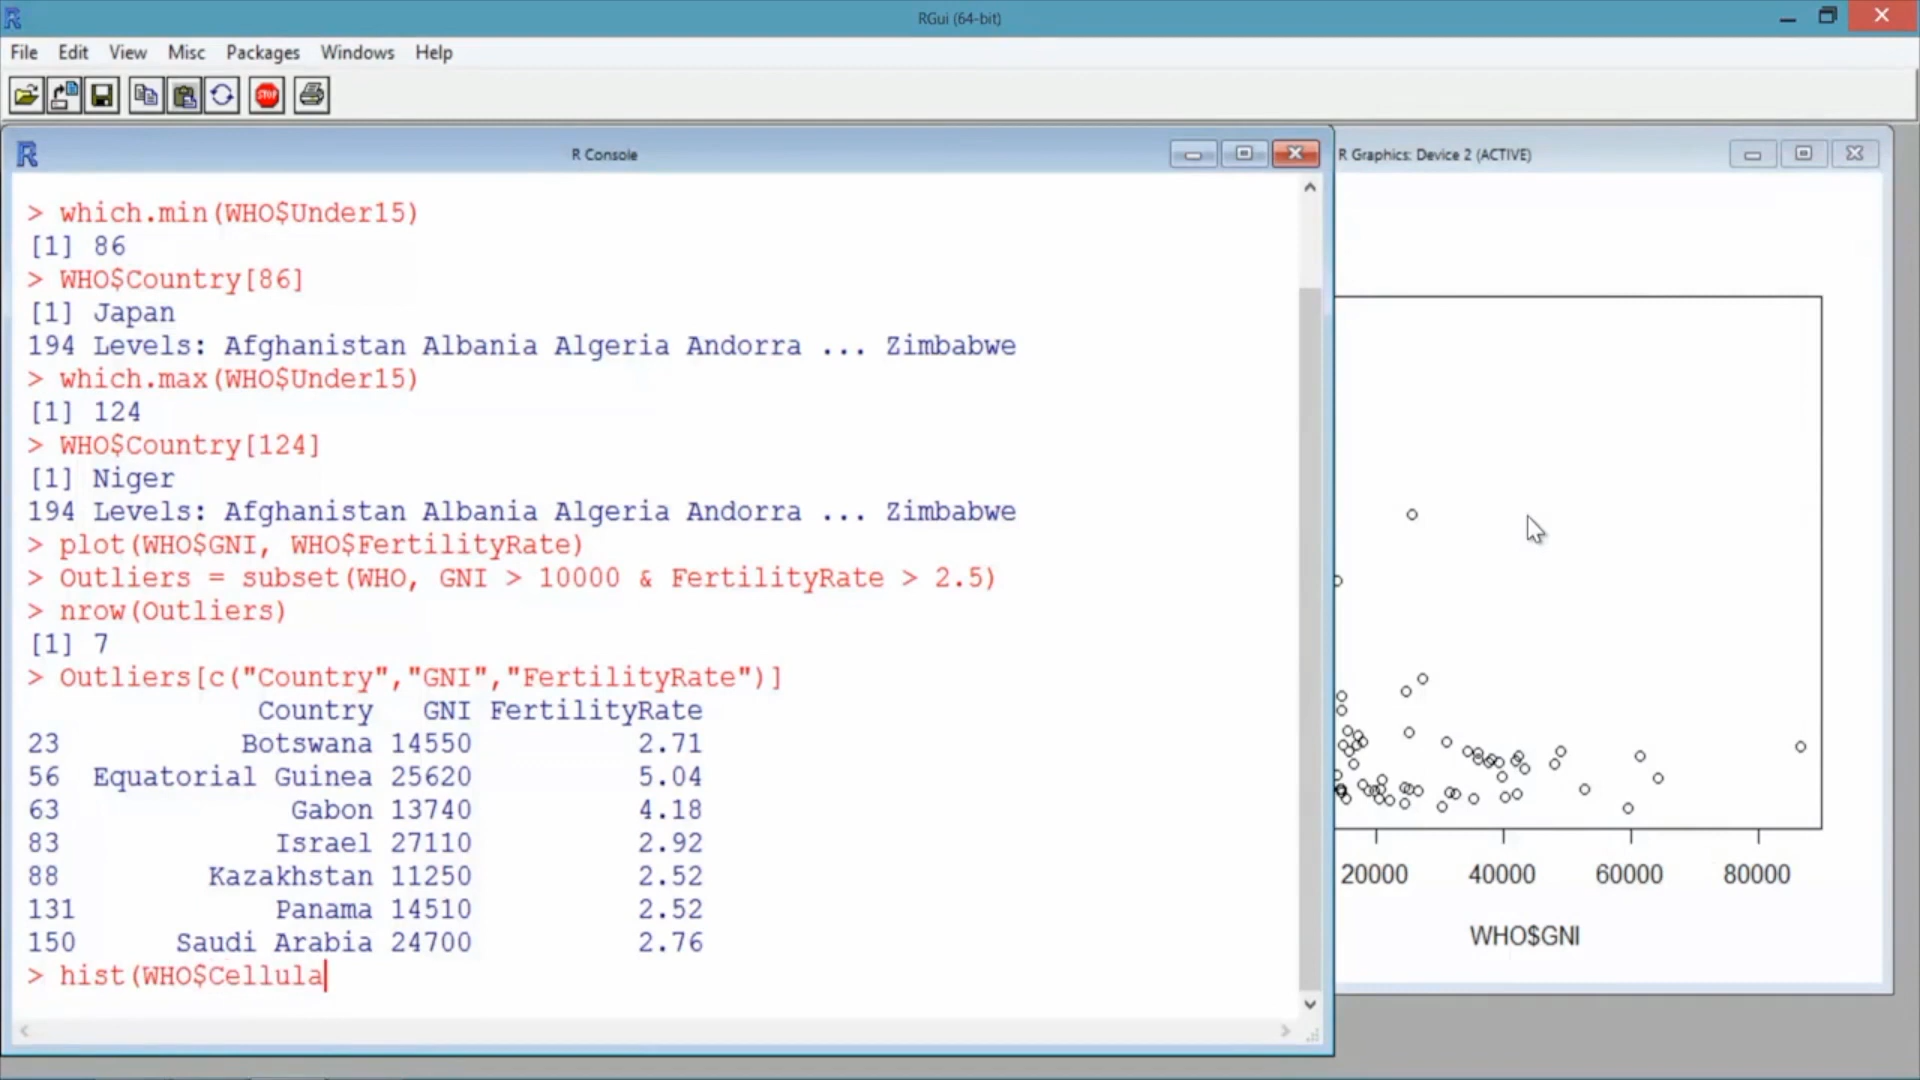 RGui (64-bit)
File Edit View Misc Packages Windows Help
STOP
R Console
> which.min(WHO$Under15)
[1] 86
> WHO$Country[86]
[1] Japan
194 Levels: Afghanistan Albania Algeria Andorra ... Zimbabwe
> which.max(WHO$Under15)
[1] 124
> WHO$Country[124]
[1] Niger
194 Levels: Afghanistan Albania Algeria Andorra ... Zimbabwe
> plot(WHO$GNI, WHO$FertilityRate)
> Outliers = subset(WHO, GNI > 10000 & FertilityRate > 2.5)
> nrow(Outliers)
[1] 7
> Outliers[c("Country","GNI","FertilityRate")]
Country GNI FertilityRate
23 Botswana 14550 2.71
56 Equatorial Guinea 25620 5.04
63 Gabon 13740 4.18
83 Israel 27110 2.92
88 Kazakhstan 11250 2.52
131 Panama 14510 2.52
150 Saudi Arabia 24700 2.76
> hist(WHO$Cellula
R Graphics: Device 2 (ACTIVE)
20000 40000 60000 80000
WHO$GNI